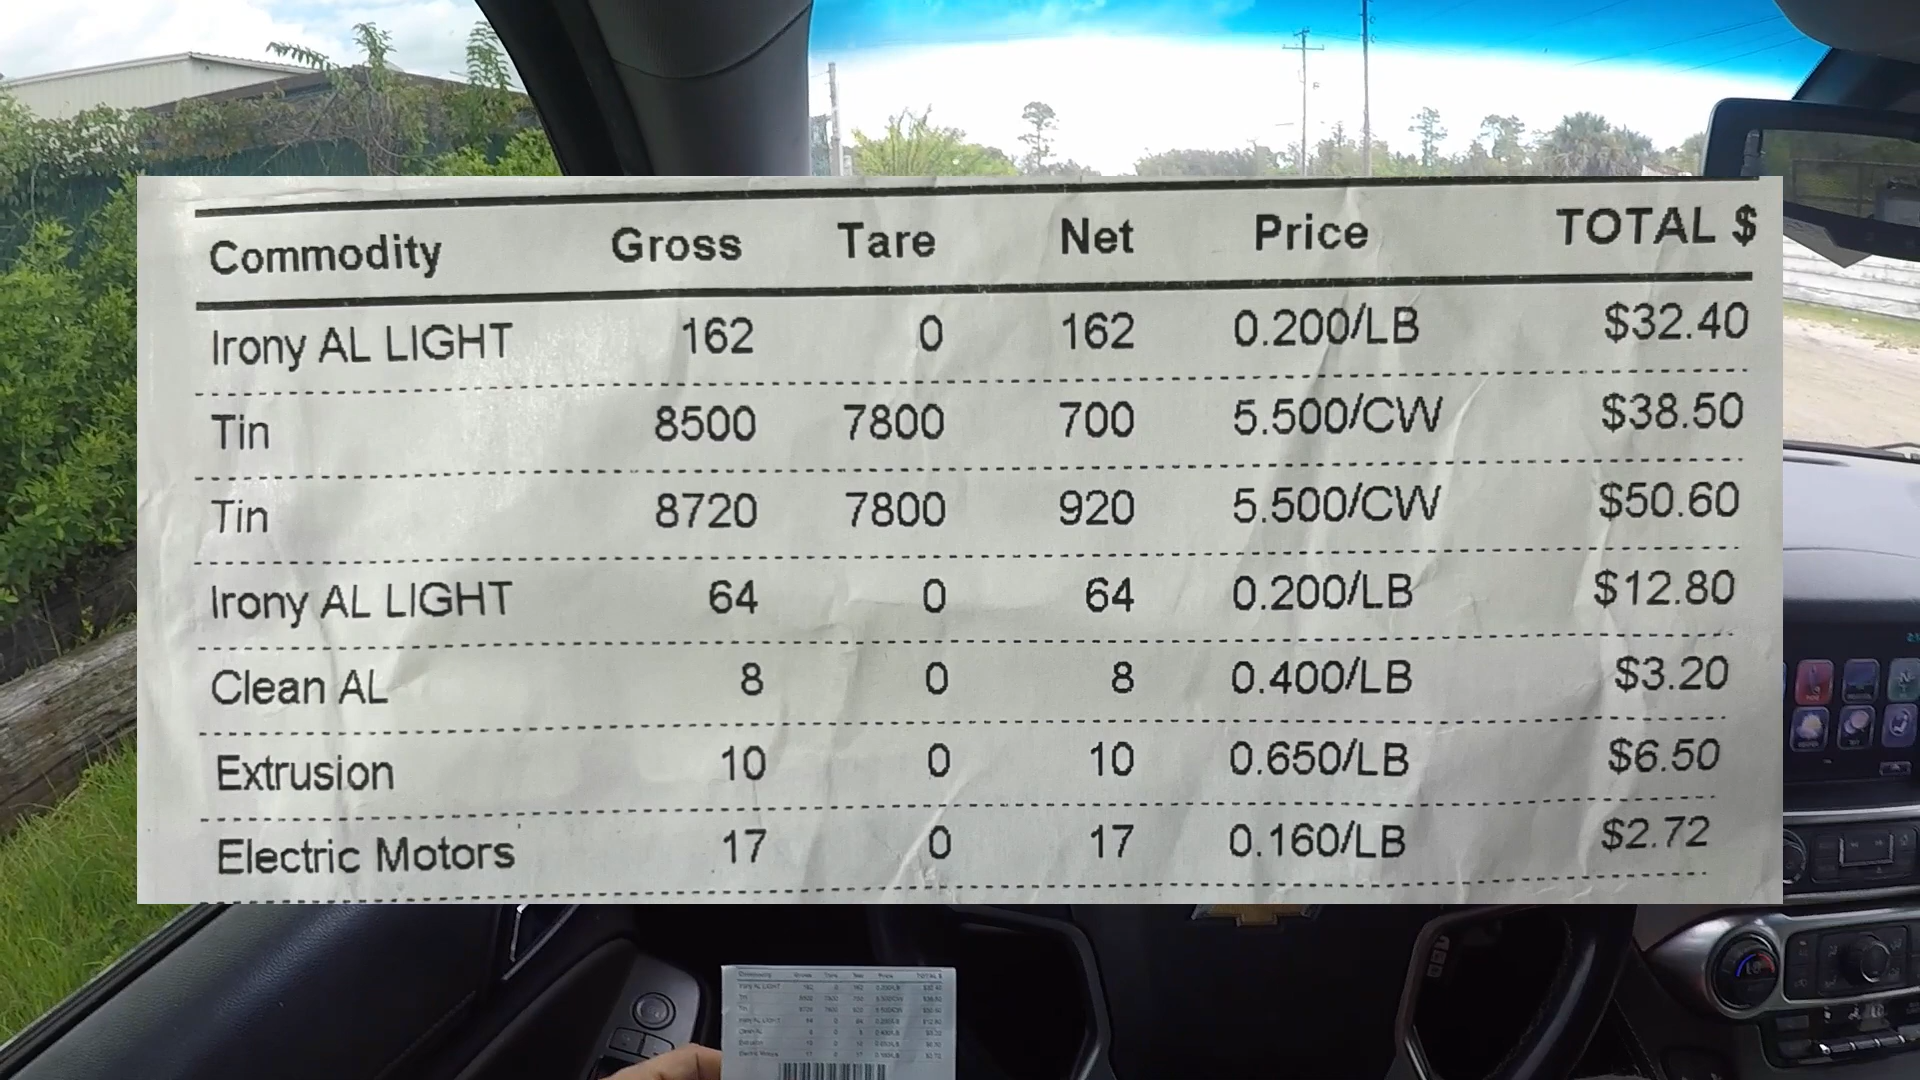 Commodity Gross Tare Net Price TOTAL $
Irony AL LIGHT 162 0 162 0.200/LB $32.40
Tin 8500 7800 700 5.500/CW $38.50
Tin 8720 7800 920 5.500/CW $50.60
Irony AL LIGHT 64 0 64 0.200/LB $12.80
Clean AL 8 0 8 0.400/LB $3.20
Extrusion 10 0 10 0.650/LB $6.50
Electric Motors 17 0 17 0.160/LB $2.72